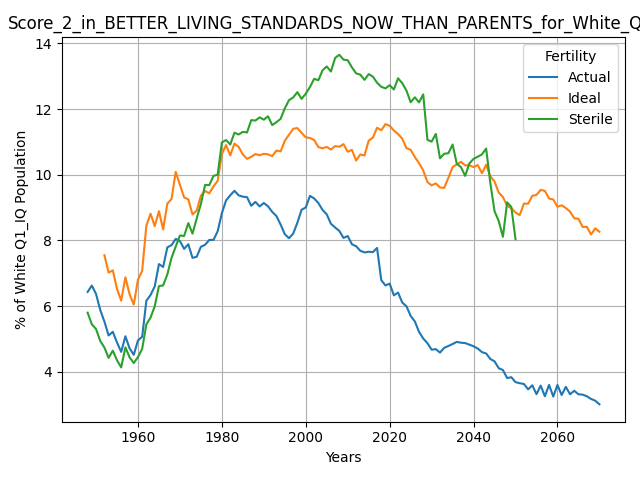 Score_2_in_BETTER_LIVING_STANDARDS_NOW_THAN_PARENTS_for_White_Q
14
12
10
8
6
4
% of White Q1_IQ Population
Fertility
Actual
Ideal
Sterile
1960
1980
2000
2020
2040
2060
Years